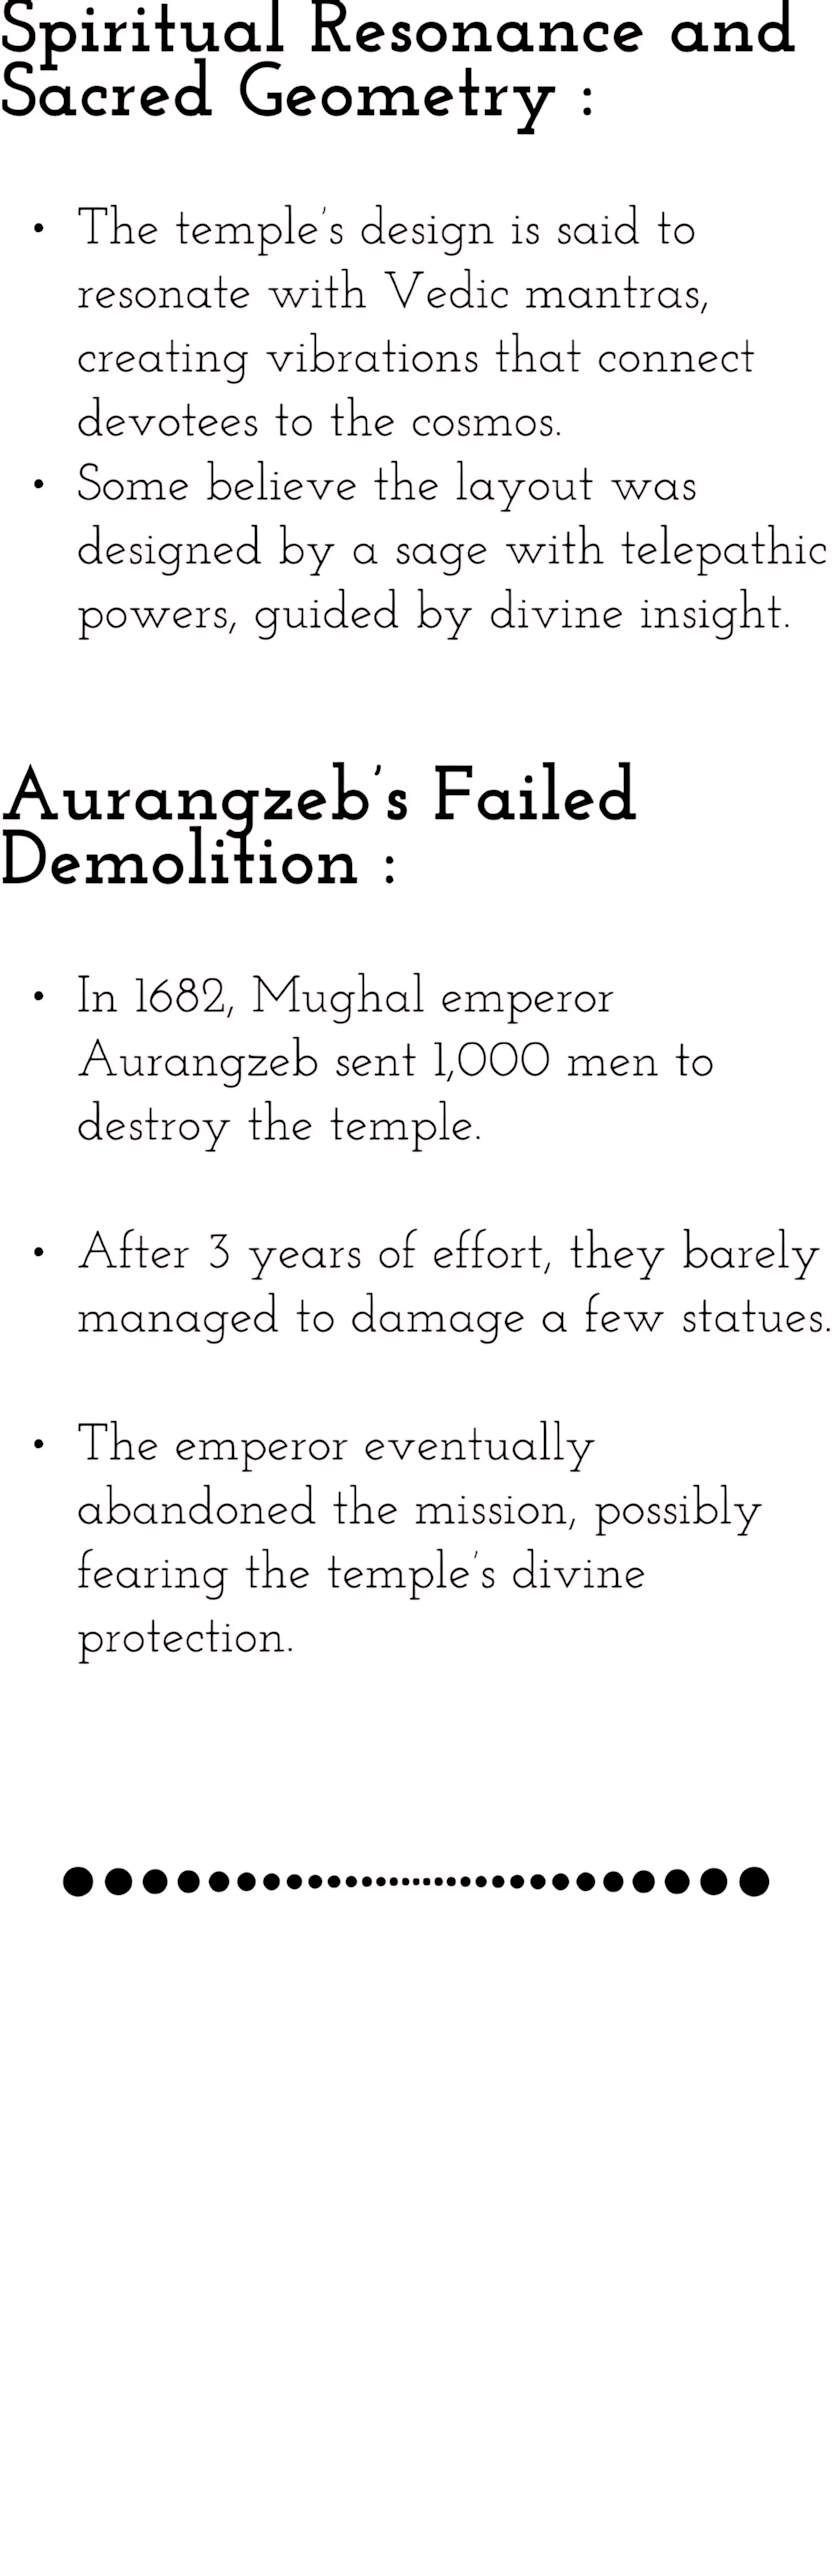 Spiritual Resonance and
Sacred Geometry :
• The temple's design is said to
resonate with Vedic mantras,
creating vibrations that connect
devotees to the cosmos.
• Some believe the layout was
designed by a sage with telepathic
powers, guided by divine insight.
Aurangzeb's Failed
Demolition :
• In 1682, Mughal emperor
Aurangzeb sent 1,000 men to
destroy the temple.
• After 3 years of effort, they barely
managed to damage a few statues.
• The emperor eventually
abandoned the mission, possibly
fearing the temple's divine
protection.